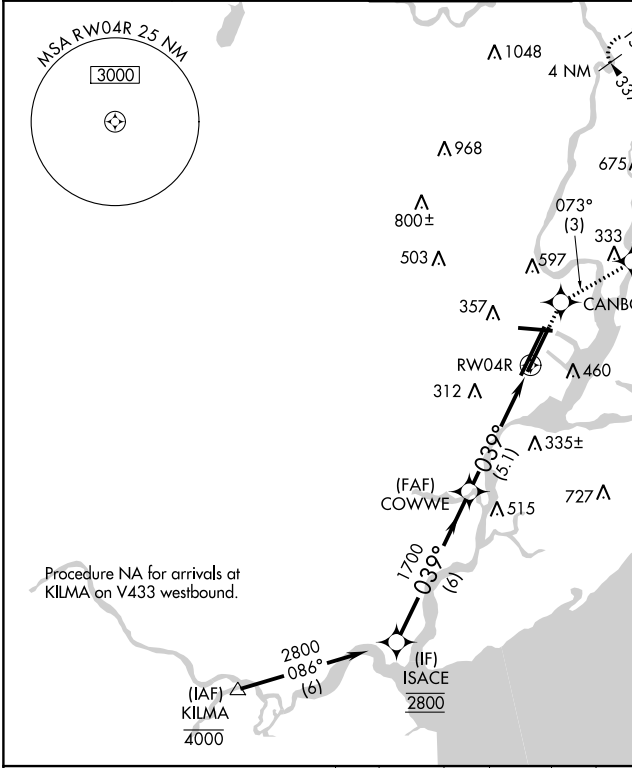 MSA RW04R 25 NM
3000
1048
4 NM
968
675
800±
073°
(3)
333
503
597
CANBO
357
RW04R
460
312
039°
(5.1)
335±
(FAF)
COWWE
515
727
1700
039°
(6)
Procedure NA for arrivals at
KILMA on V433 westbound.
2800
086°
(6)
(IF)
ISACE
2800
(IAF)
KILMA
4000